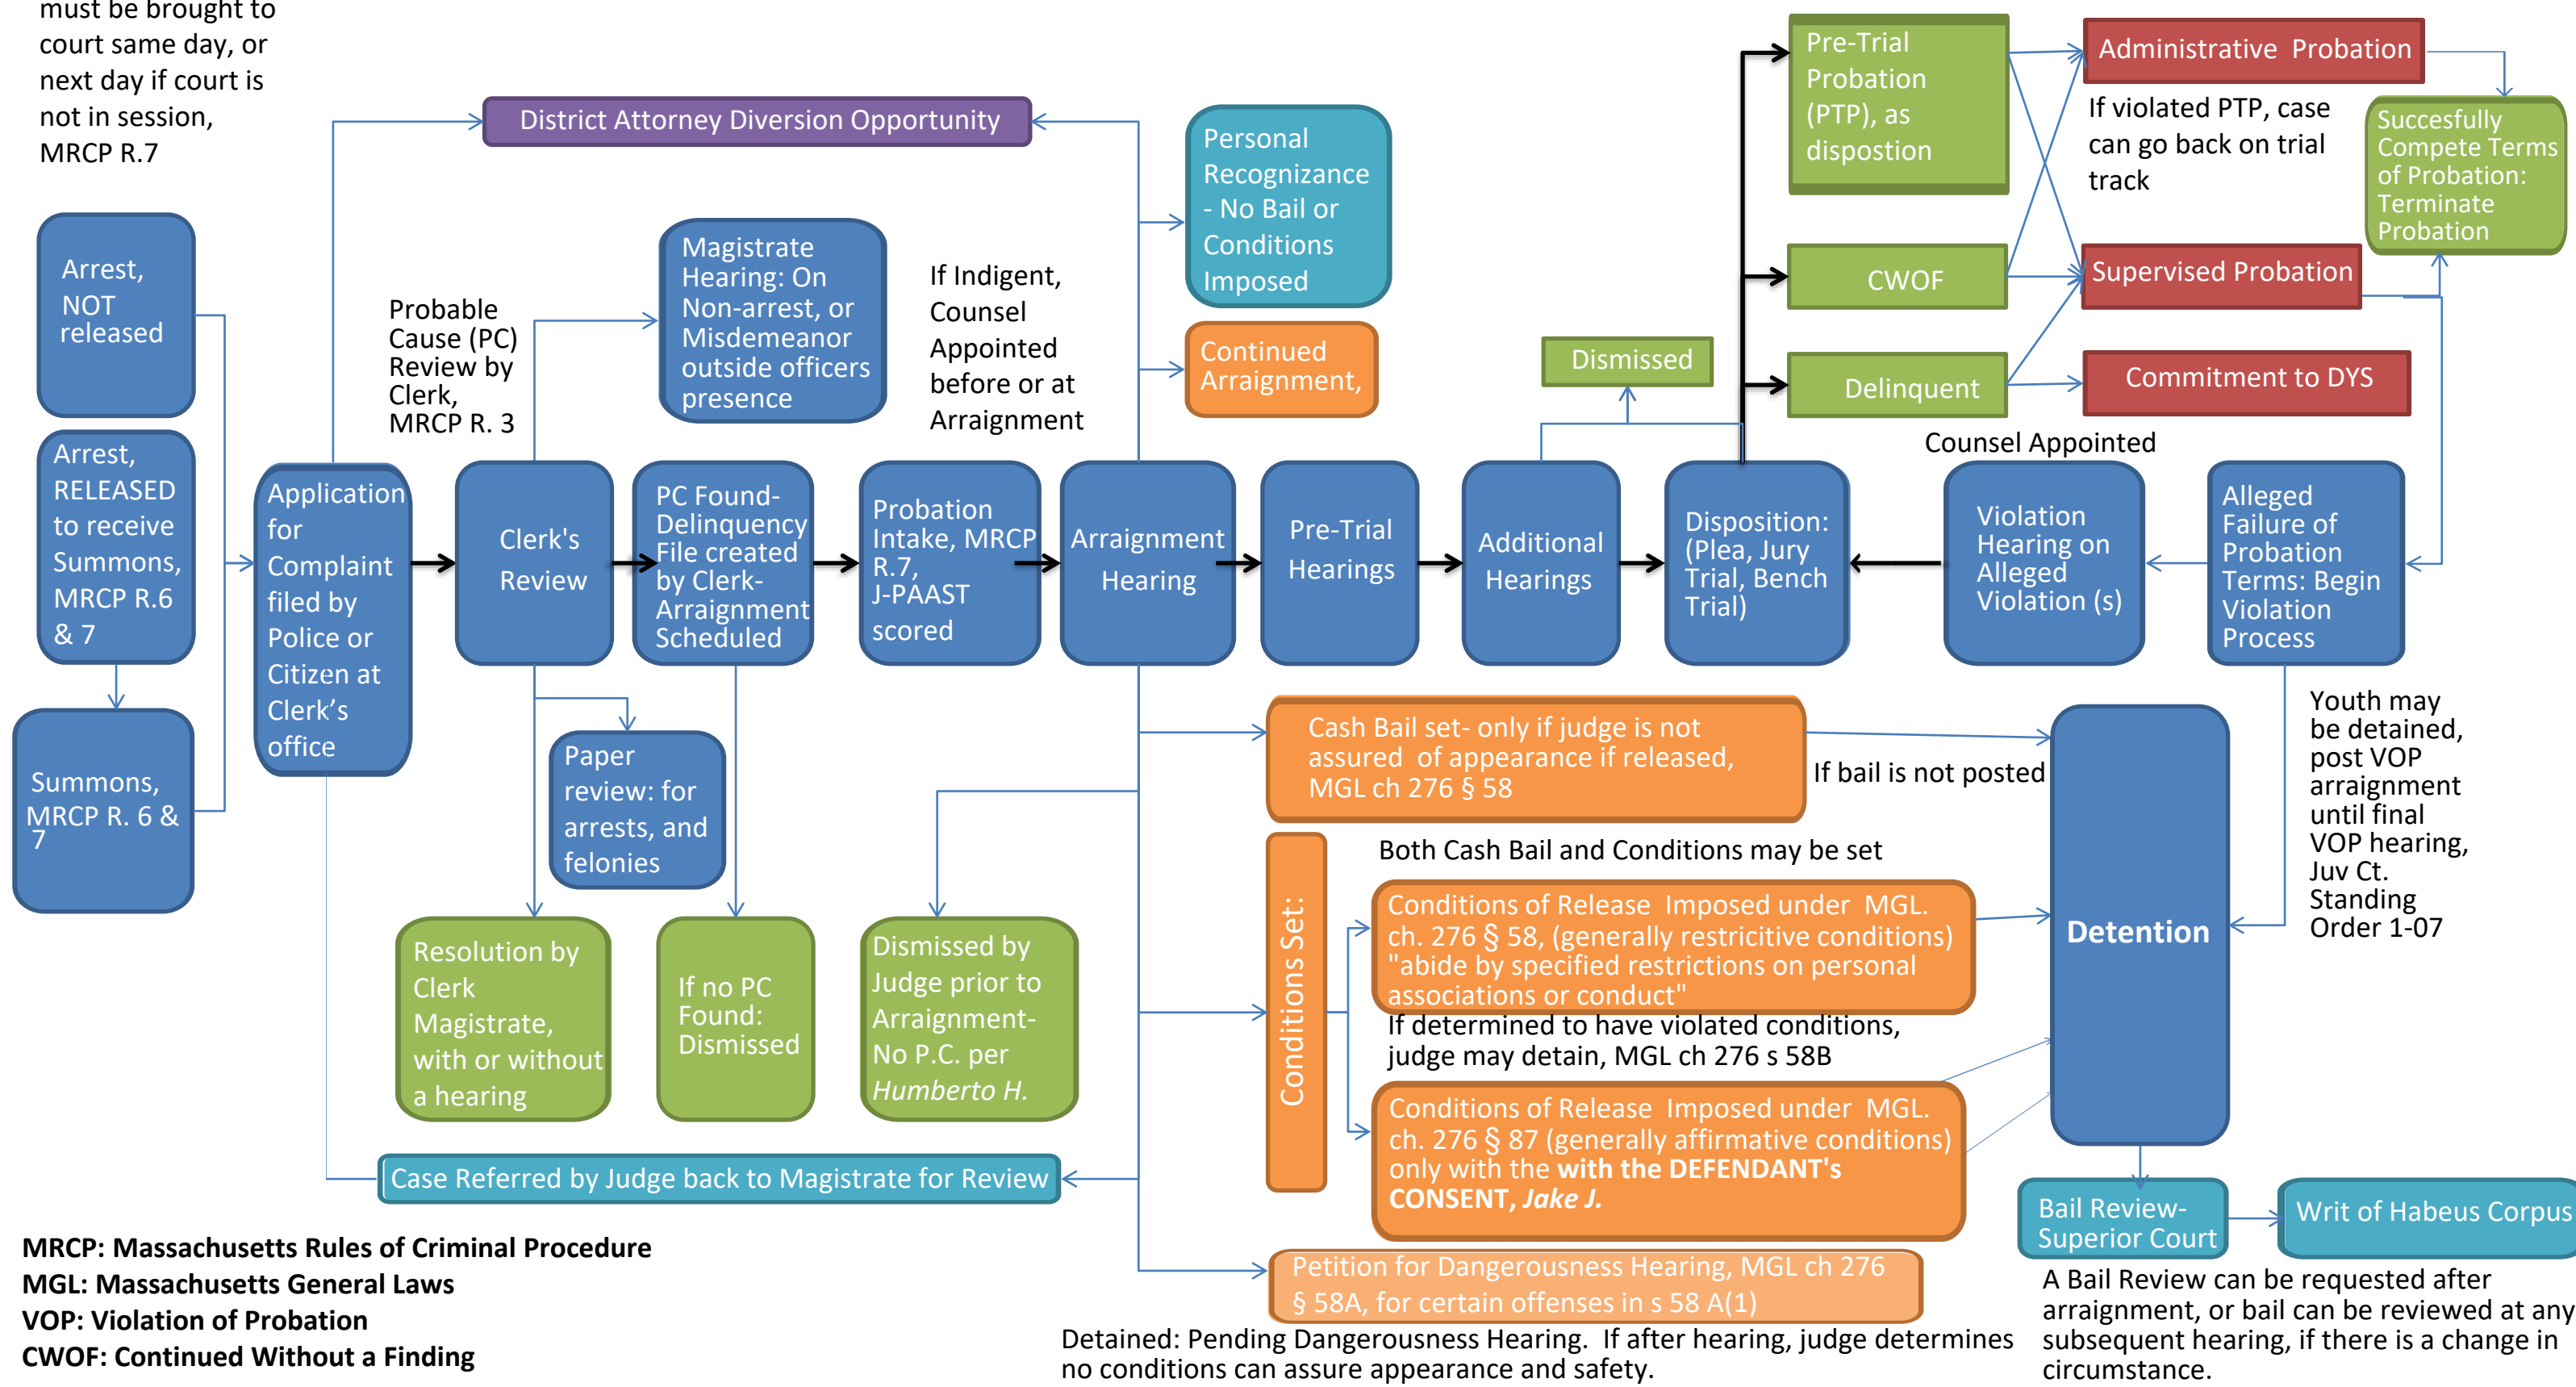 must be brought to
court same day, or
next day if court is
not in session,
MRCP R.7
District Attorney Diversion Opportunity
Arrest,
NOT
released
Arrest,
RELEASED
to receive
Summons,
MRCP R.6
& 7
Summons,
MRCP R. 6 &
7
Application
for
Complaint
filed by
Police or
Citizen at
Clerk's
office
Probable
Cause (PC)
Review by
Clerk,
MRCP R. 3
Clerk's
Review
Magistrate
Hearing: On
Non-arrest, or
Misdemeanor
outside officers
presence
PC Found-
Delinquency
File created
by Clerk-
Arraignment
Scheduled
Paper
review: for
arrests, and
felonies
Resolution by
Clerk
Magistrate,
with or without
a hearing
If no PC
Found:
Dismissed
Probation
Intake, MRCP
R.7,
J-PAAST
scored
If Indigent,
Counsel
Appointed
before or at
Arraignment
Arraignment
Hearing
Personal
Recognizance
- No Bail or
Conditions
Imposed
Continued
Arraignment,
Dismissed by
Judge prior to
Arraignment-
No P.C. per
Humberto H.
Case Referred by Judge back to Magistrate for Review
Pre-Trial
Hearings
Additional
Hearings
Dismissed
Disposition:
(Plea, Jury
Trial, Bench
Trial)
Pre-Trial
Probation
(PTP), as
dispostion
CWOF
Delinquent
Administrative Probation
If violated PTP, case
can go back on trial
track
Supervised Probation
Commitment to DYS
Succesfully
Compete Terms
of Probation:
Terminate
Probation
Counsel Appointed
Violation
Hearing on
Alleged
Violation (s)
Alleged
Failure of
Probation
Terms: Begin
Violation
Process
Youth may
be detained,
post VOP
arraignment
until final
VOP hearing,
Juv Ct.
Standing
Order 1-07
Cash Bail set- only if judge is not
assured of appearance if released,
MGL ch 276 § 58
If bail is not posted
Both Cash Bail and Conditions may be set
Conditions Set:
Conditions of Release Imposed under MGL.
ch. 276 § 58, (generally restricitive conditions)
"abide by specified restrictions on personal
associations or conduct"
If determined to have violated conditions,
judge may detain, MGL ch 276 s 58B
Conditions of Release Imposed under MGL.
ch. 276 § 87 (generally affirmative conditions)
only with the with the DEFENDANT's
CONSENT, Jake J.
Petition for Dangerousness Hearing, MGL ch 276
§ 58A, for certain offenses in s 58 A(1)
Detained: Pending Dangerousness Hearing. If after hearing, judge determines
no conditions can assure appearance and safety.
Detention
Bail Review-
Superior Court
Writ of Habeus Corpus
A Bail Review can be requested after
arraignment, or bail can be reviewed at any
subsequent hearing, if there is a change in
circumstance.
MRCP: Massachusetts Rules of Criminal Procedure
MGL: Massachusetts General Laws
VOP: Violation of Probation
CWOF: Continued Without a Finding